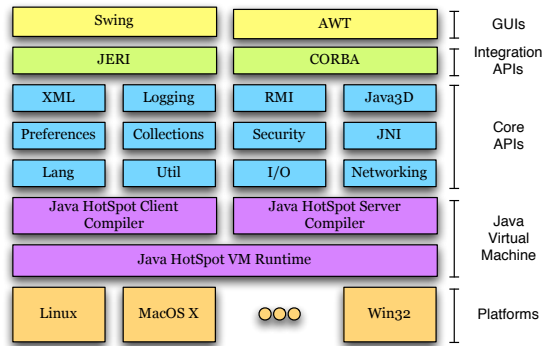 Swing
AWT
GUIs
JERI
CORBA
Integration
APIs
XML
Logging
RMI
Java3D
Preferences
Collections
Security
JNI
Core
APIs
Lang
Util
I/O
Networking
Java HotSpot Client
Compiler
Java HotSpot Server
Compiler
Java
Virtual
Machine
Java HotSpot VM Runtime
Linux
MacOS X
Win32
Platforms